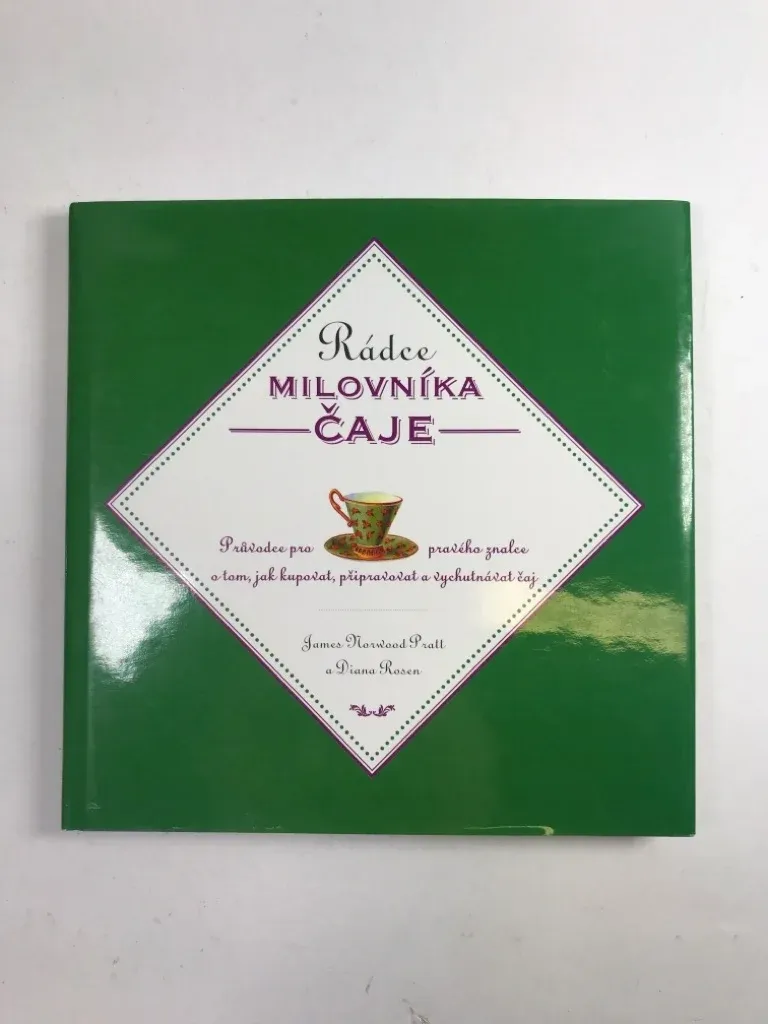 Rádce
MILOVNÍKA
ČAJE
Průvodce pro pravého znalce
o tom, jak kupovat, připravovat a vychutnávat čaj
James Norwood Pratt
a Diana Rosen